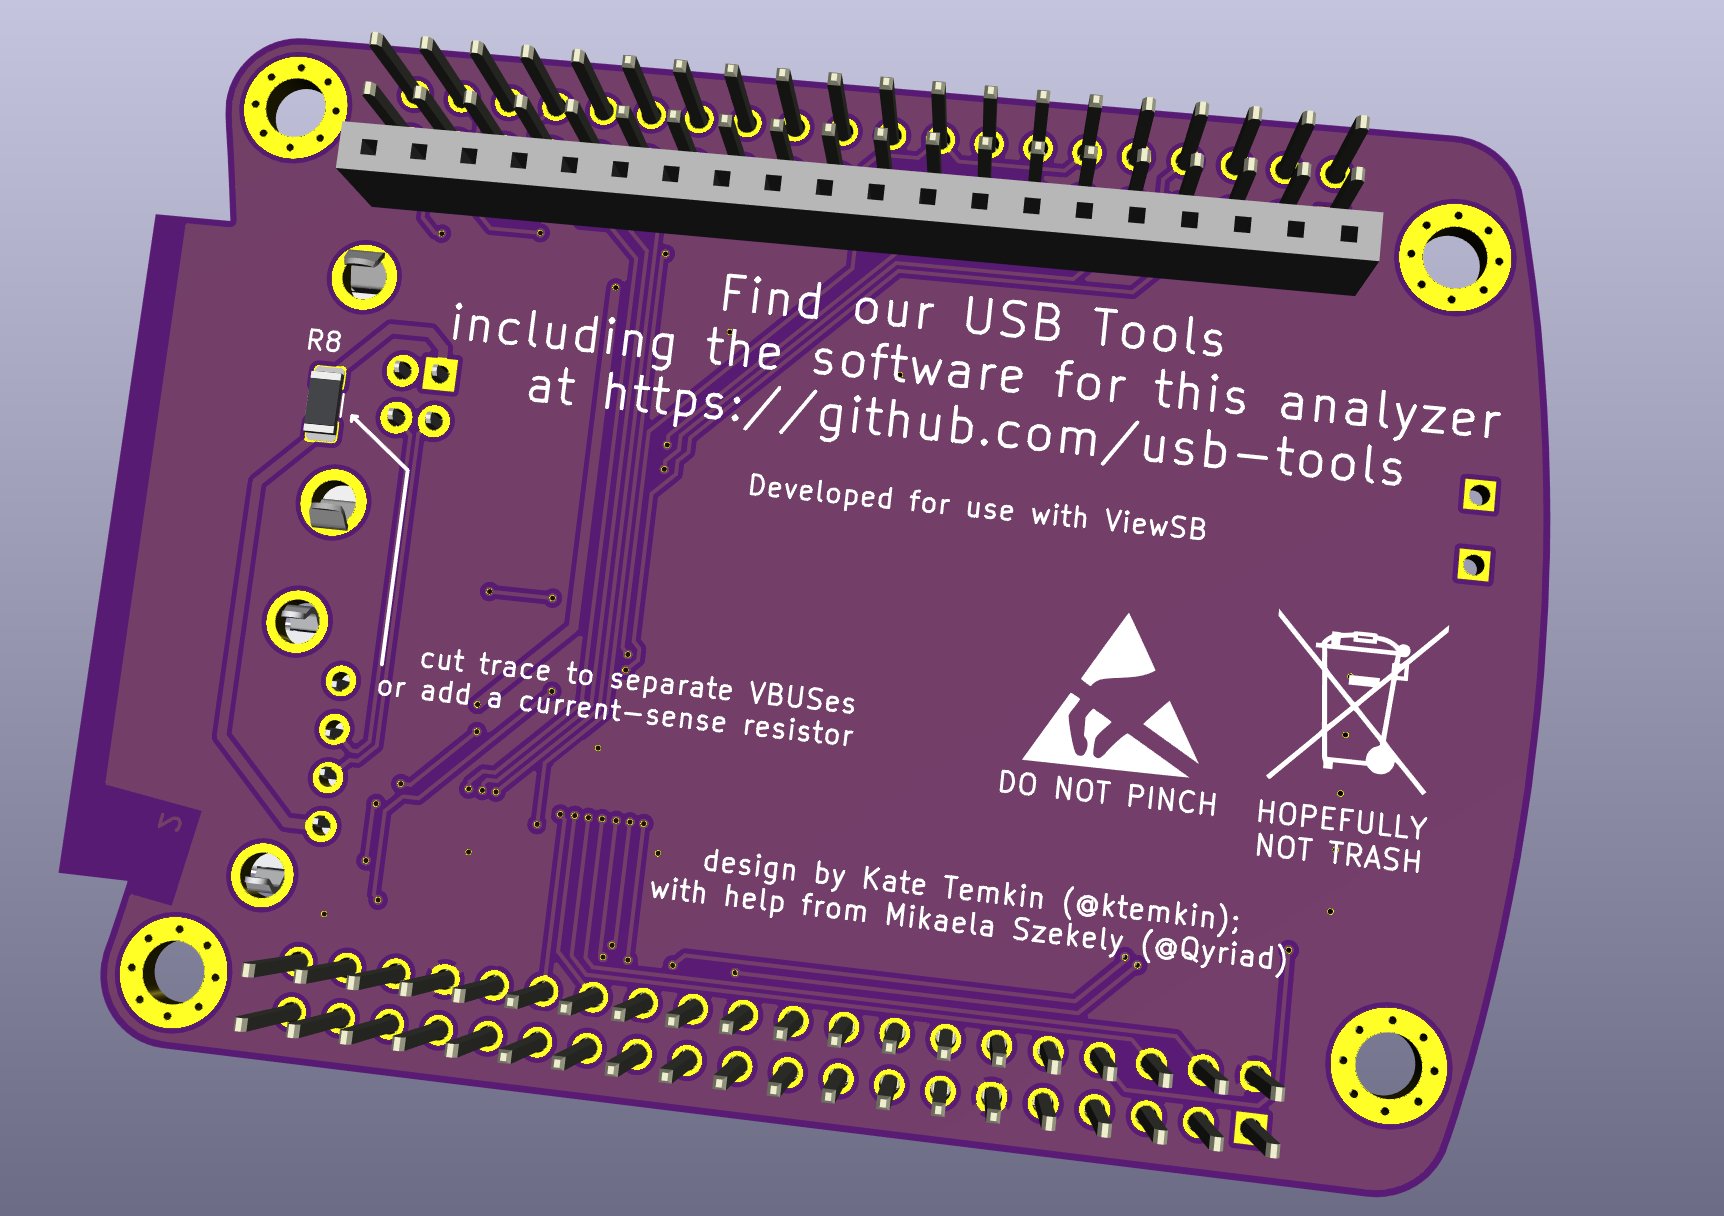 Find our USB Tools
including the software for this analyzer
at https://github.com/usb-tools
Developed for use with ViewSB
R8
cut trace to separate VBUSes
or add a current-sense resistor
DO NOT PINCH
HOPEFULLY
NOT TRASH
design by Kate Temkin (@ktemkin);
with help from Mikaela Szekely (@Qyriad)